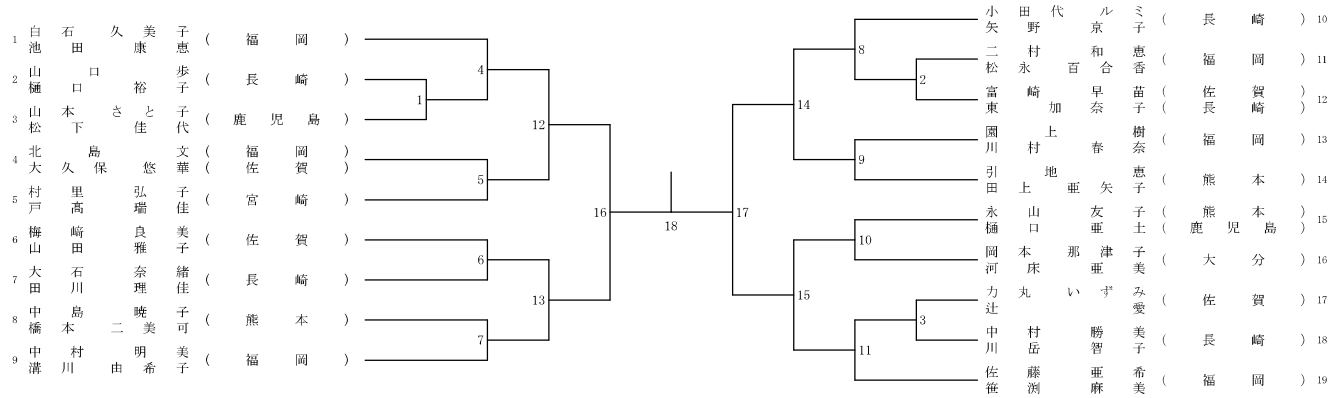 1 白石久美子 池田康恵 (福岡)
2 山口歩 樋口裕子 (長崎)
3 山本さと子 松下佳代 (鹿児島)
4 北島文 (福岡) 大久保悠華 (佐賀)
5 村里弘子 戸髙瑞佳 (宮崎)
6 梅﨑良美 山田雅子 (佐賀)
7 大石奈緒 田川理佳 (長崎)
8 中島暁子 橋本二美可 (熊本)
9 中村明美 溝川由希子 (福岡)
4
1
12
5
16
6
13
7
18
8
2
14
9
17
10
15
3
11
小田代ルミ 矢野京子 (長崎) 10
二村和恵 松永百合香 (福岡) 11
富崎早苗 (佐賀) 東加奈子 (長崎) 12
園上樹 川村春奈 (福岡) 13
引地恵 田上亜矢子 (熊本) 14
永山友子 (熊本) 樋口亜土 (鹿児島) 15
岡本那津子 河床亜美 (大分) 16
力丸いずみ 辻愛 (佐賀) 17
中村勝美 川岳智子 (長崎) 18
佐藤亜希 笹渕麻美 (福岡) 19